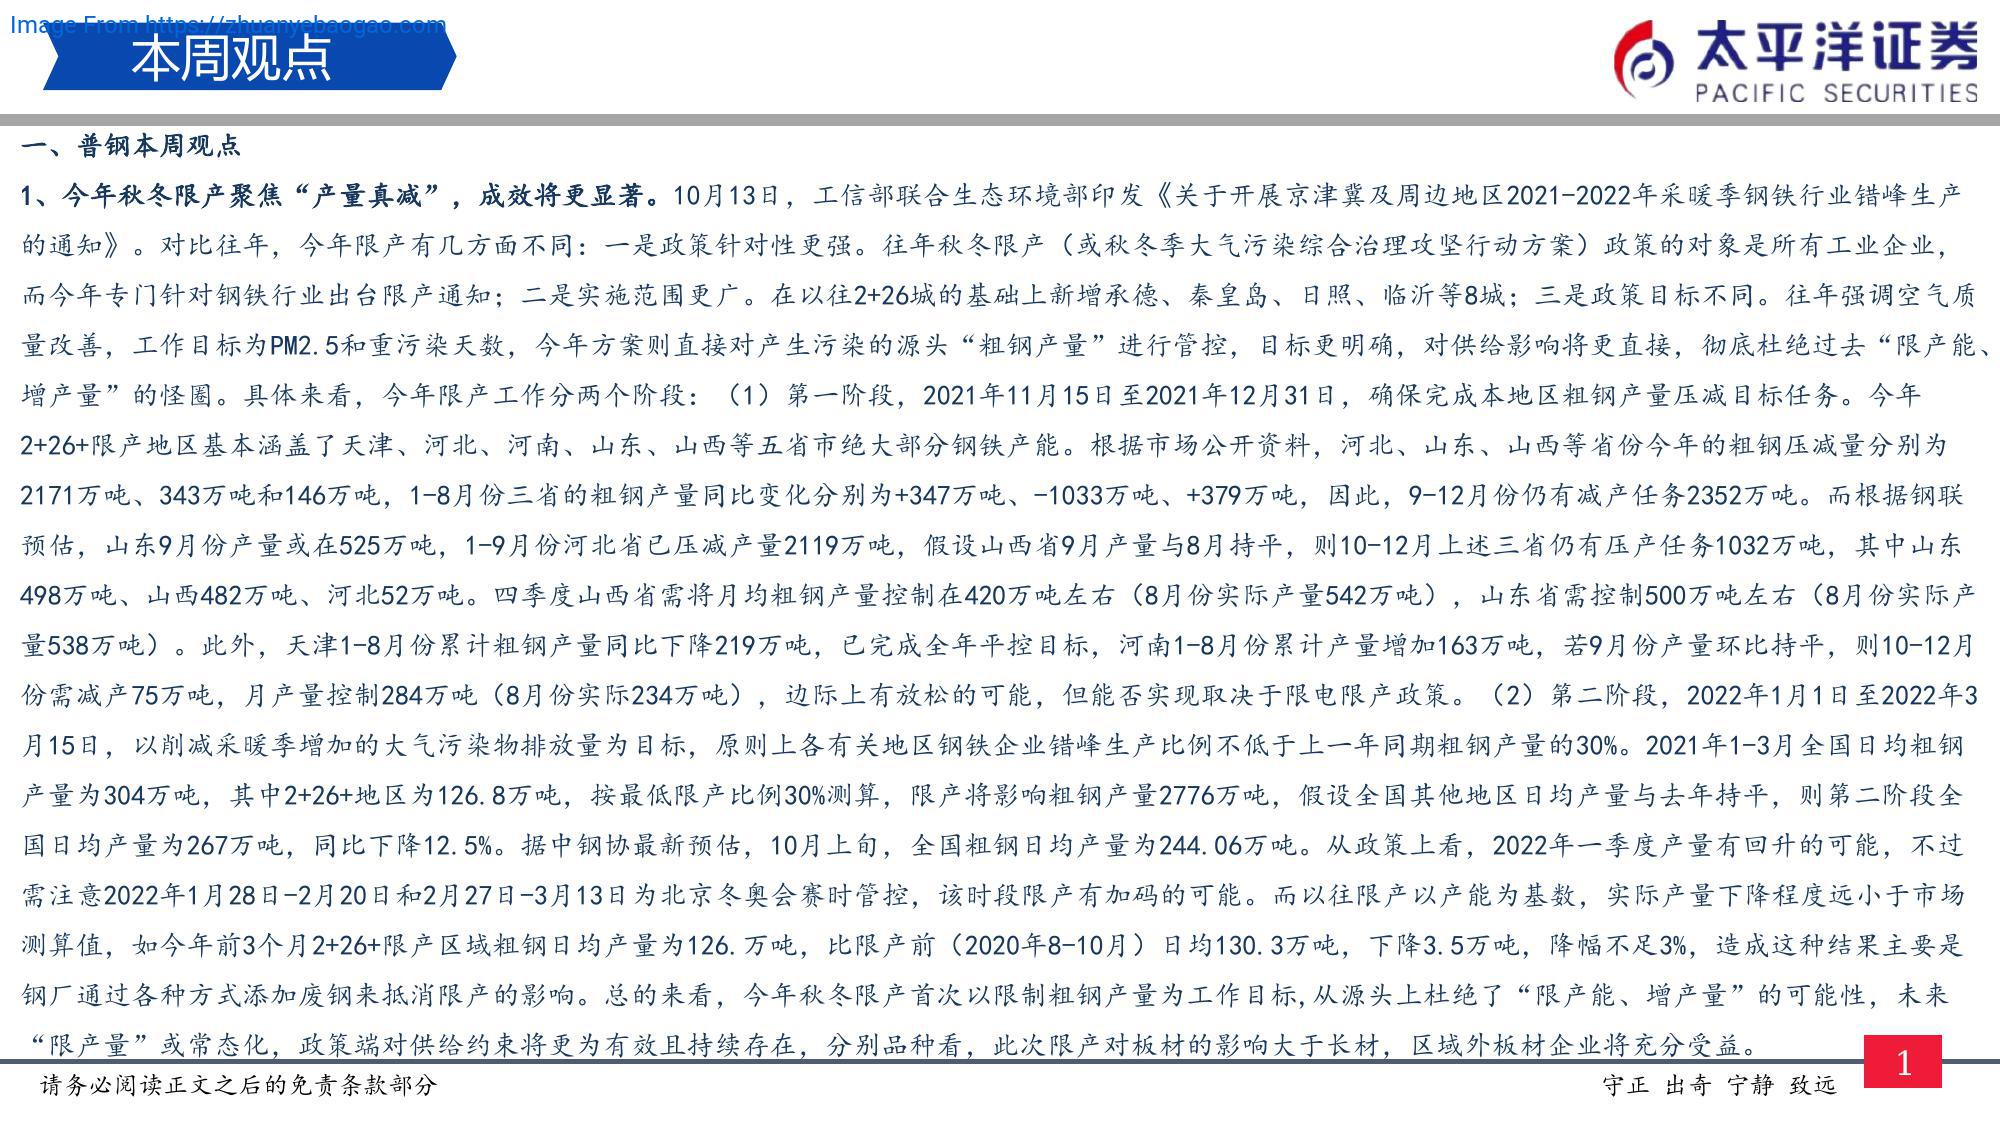 Image From https://zhuanyebaogao.com
本周观点
太平洋证券
PACIFIC SECURITIES
一、普钢本周观点
1、今年秋冬限产聚焦“产量真减”，成效将更显著。10月13日，工信部联合生态环境部印发《关于开展京津冀及周边地区2021-2022年采暖季钢铁行业错峰生产
的通知》。对比往年，今年限产有几方面不同：一是政策针对性更强。往年秋冬限产（或秋冬季大气污染综合治理攻坚行动方案）政策的对象是所有工业企业，
而今年专门针对钢铁行业出台限产通知；二是实施范围更广。在以往2+26城的基础上新增承德、秦皇岛、日照、临沂等8城；三是政策目标不同。往年强调空气质
量改善，工作目标为PM2.5和重污染天数，今年方案则直接对产生污染的源头“粗钢产量”进行管控，目标更明确，对供给影响将更直接，彻底杜绝过去“限产能、
增产量”的怪圈。具体来看，今年限产工作分两个阶段：（1）第一阶段，2021年11月15日至2021年12月31日，确保完成本地区粗钢产量压减目标任务。今年
2+26+限产地区基本涵盖了天津、河北、河南、山东、山西等五省市绝大部分钢铁产能。根据市场公开资料，河北、山东、山西等省份今年的粗钢压减量分别为
2171万吨、343万吨和146万吨，1-8月份三省的粗钢产量同比变化分别为+347万吨、-1033万吨、+379万吨，因此，9-12月份仍有减产任务2352万吨。而根据钢联
预估，山东9月份产量或在525万吨，1-9月份河北省已压减产量2119万吨，假设山西省9月产量与8月持平，则10-12月上述三省仍有压产任务1032万吨，其中山东
498万吨、山西482万吨、河北52万吨。四季度山西省需将月均粗钢产量控制在420万吨左右（8月份实际产量542万吨），山东省需控制500万吨左右（8月份实际产
量538万吨）。此外，天津1-8月份累计粗钢产量同比下降219万吨，已完成全年平控目标，河南1-8月份累计产量增加163万吨，若9月份产量环比持平，则10-12月
份需减产75万吨，月产量控制284万吨（8月份实际234万吨），边际上有放松的可能，但能否实现取决于限电限产政策。（2）第二阶段，2022年1月1日至2022年3
月15日，以削减采暖季增加的大气污染物排放量为目标，原则上各有关地区钢铁企业错峰生产比例不低于上一年同期粗钢产量的30%。2021年1-3月全国日均粗钢
产量为304万吨，其中2+26+地区为126.8万吨，按最低限产比例30%测算，限产将影响粗钢产量2776万吨，假设全国其他地区日均产量与去年持平，则第二阶段全
国日均产量为267万吨，同比下降12.5%。据中钢协最新预估，10月上旬，全国粗钢日均产量为244.06万吨。从政策上看，2022年一季度产量有回升的可能，不过
需注意2022年1月28日-2月20日和2月27日-3月13日为北京冬奥会赛时管控，该时段限产有加码的可能。而以往限产以产能为基数，实际产量下降程度远小于市场
测算值，如今年前3个月2+26+限产区域粗钢日均产量为126.万吨，比限产前（2020年8-10月）日均130.3万吨，下降3.5万吨，降幅不足3%，造成这种结果主要是
钢厂通过各种方式添加废钢来抵消限产的影响。总的来看，今年秋冬限产首次以限制粗钢产量为工作目标,从源头上杜绝了“限产能、增产量”的可能性，未来
“限产量”或常态化，政策端对供给约束将更为有效且持续存在，分别品种看，此次限产对板材的影响大于长材，区域外板材企业将充分受益。
请务必阅读正文之后的免责条款部分
守正 出奇 宁静 致远
1